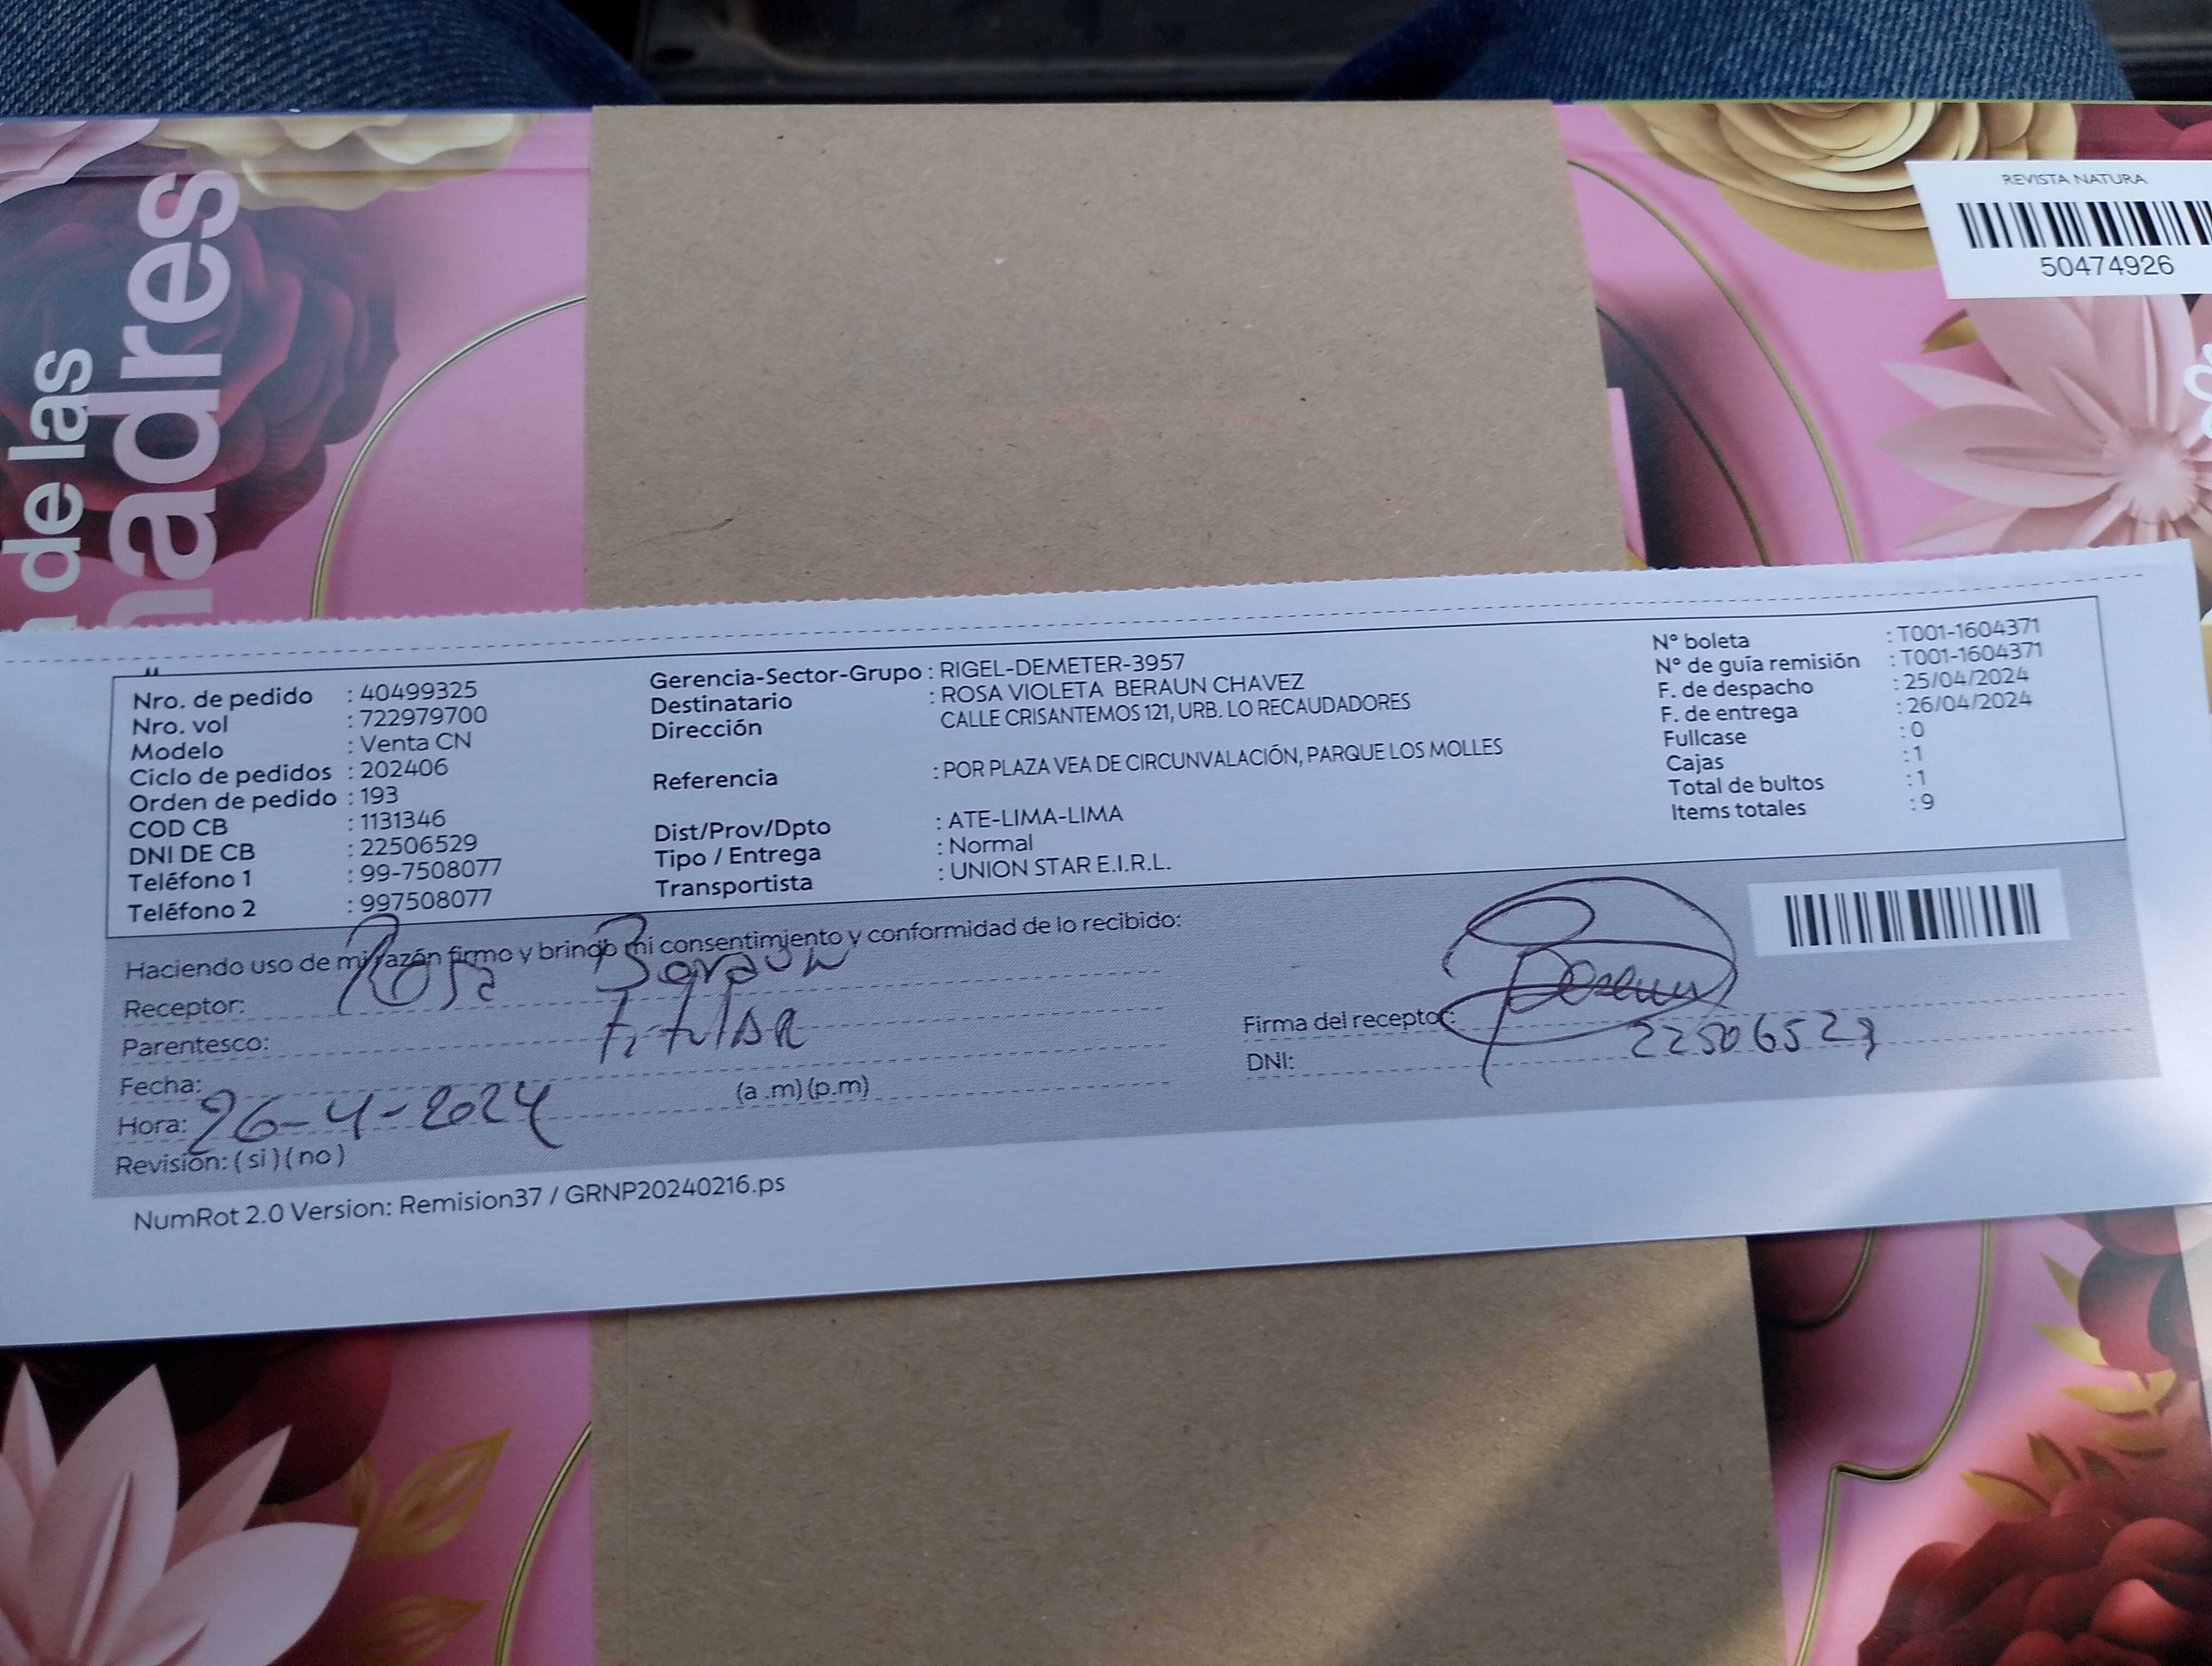 de las
madres
REVISTA NATURA
50474926
Nro. de pedido : 40499325
Nro. vol : 722979700
Modelo : Venta CN
Ciclo de pedidos : 202406
Orden de pedido : 193
COD CB : 1131346
DNI DE CB : 22506529
Teléfono 1 : 99-7508077
Teléfono 2 : 997508077
Gerencia-Sector-Grupo : RIGEL-DEMETER-3957
Destinatario : ROSA VIOLETA BERAUN CHAVEZ
Dirección CALLE CRISANTEMOS 121, URB. LO RECAUDADORES
Referencia : POR PLAZA VEA DE CIRCUNVALACIÓN, PARQUE LOS MOLLES
Dist/Prov/Dpto : ATE-LIMA-LIMA
Tipo / Entrega : Normal
Transportista : UNION STAR E.I.R.L.
N° boleta : T001-1604371
N° de guía remisión : T001-1604371
F. de despacho : 25/04/2024
F. de entrega : 26/04/2024
Fullcase : 0
Cajas : 1
Total de bultos : 1
Items totales : 9
Haciendo uso de mi razón firmo y brindo mi consentimiento y conformidad de lo recibido:
Receptor: Rosa Beraun
Parentesco: Titular
Fecha:
Hora: 26-4-2024 (a .m) (p.m)
Revisión: ( si ) ( no )
Firma del receptor: Beraun
DNI: 22506529
NumRot 2.0 Version: Remision37 / GRNP20240216.ps